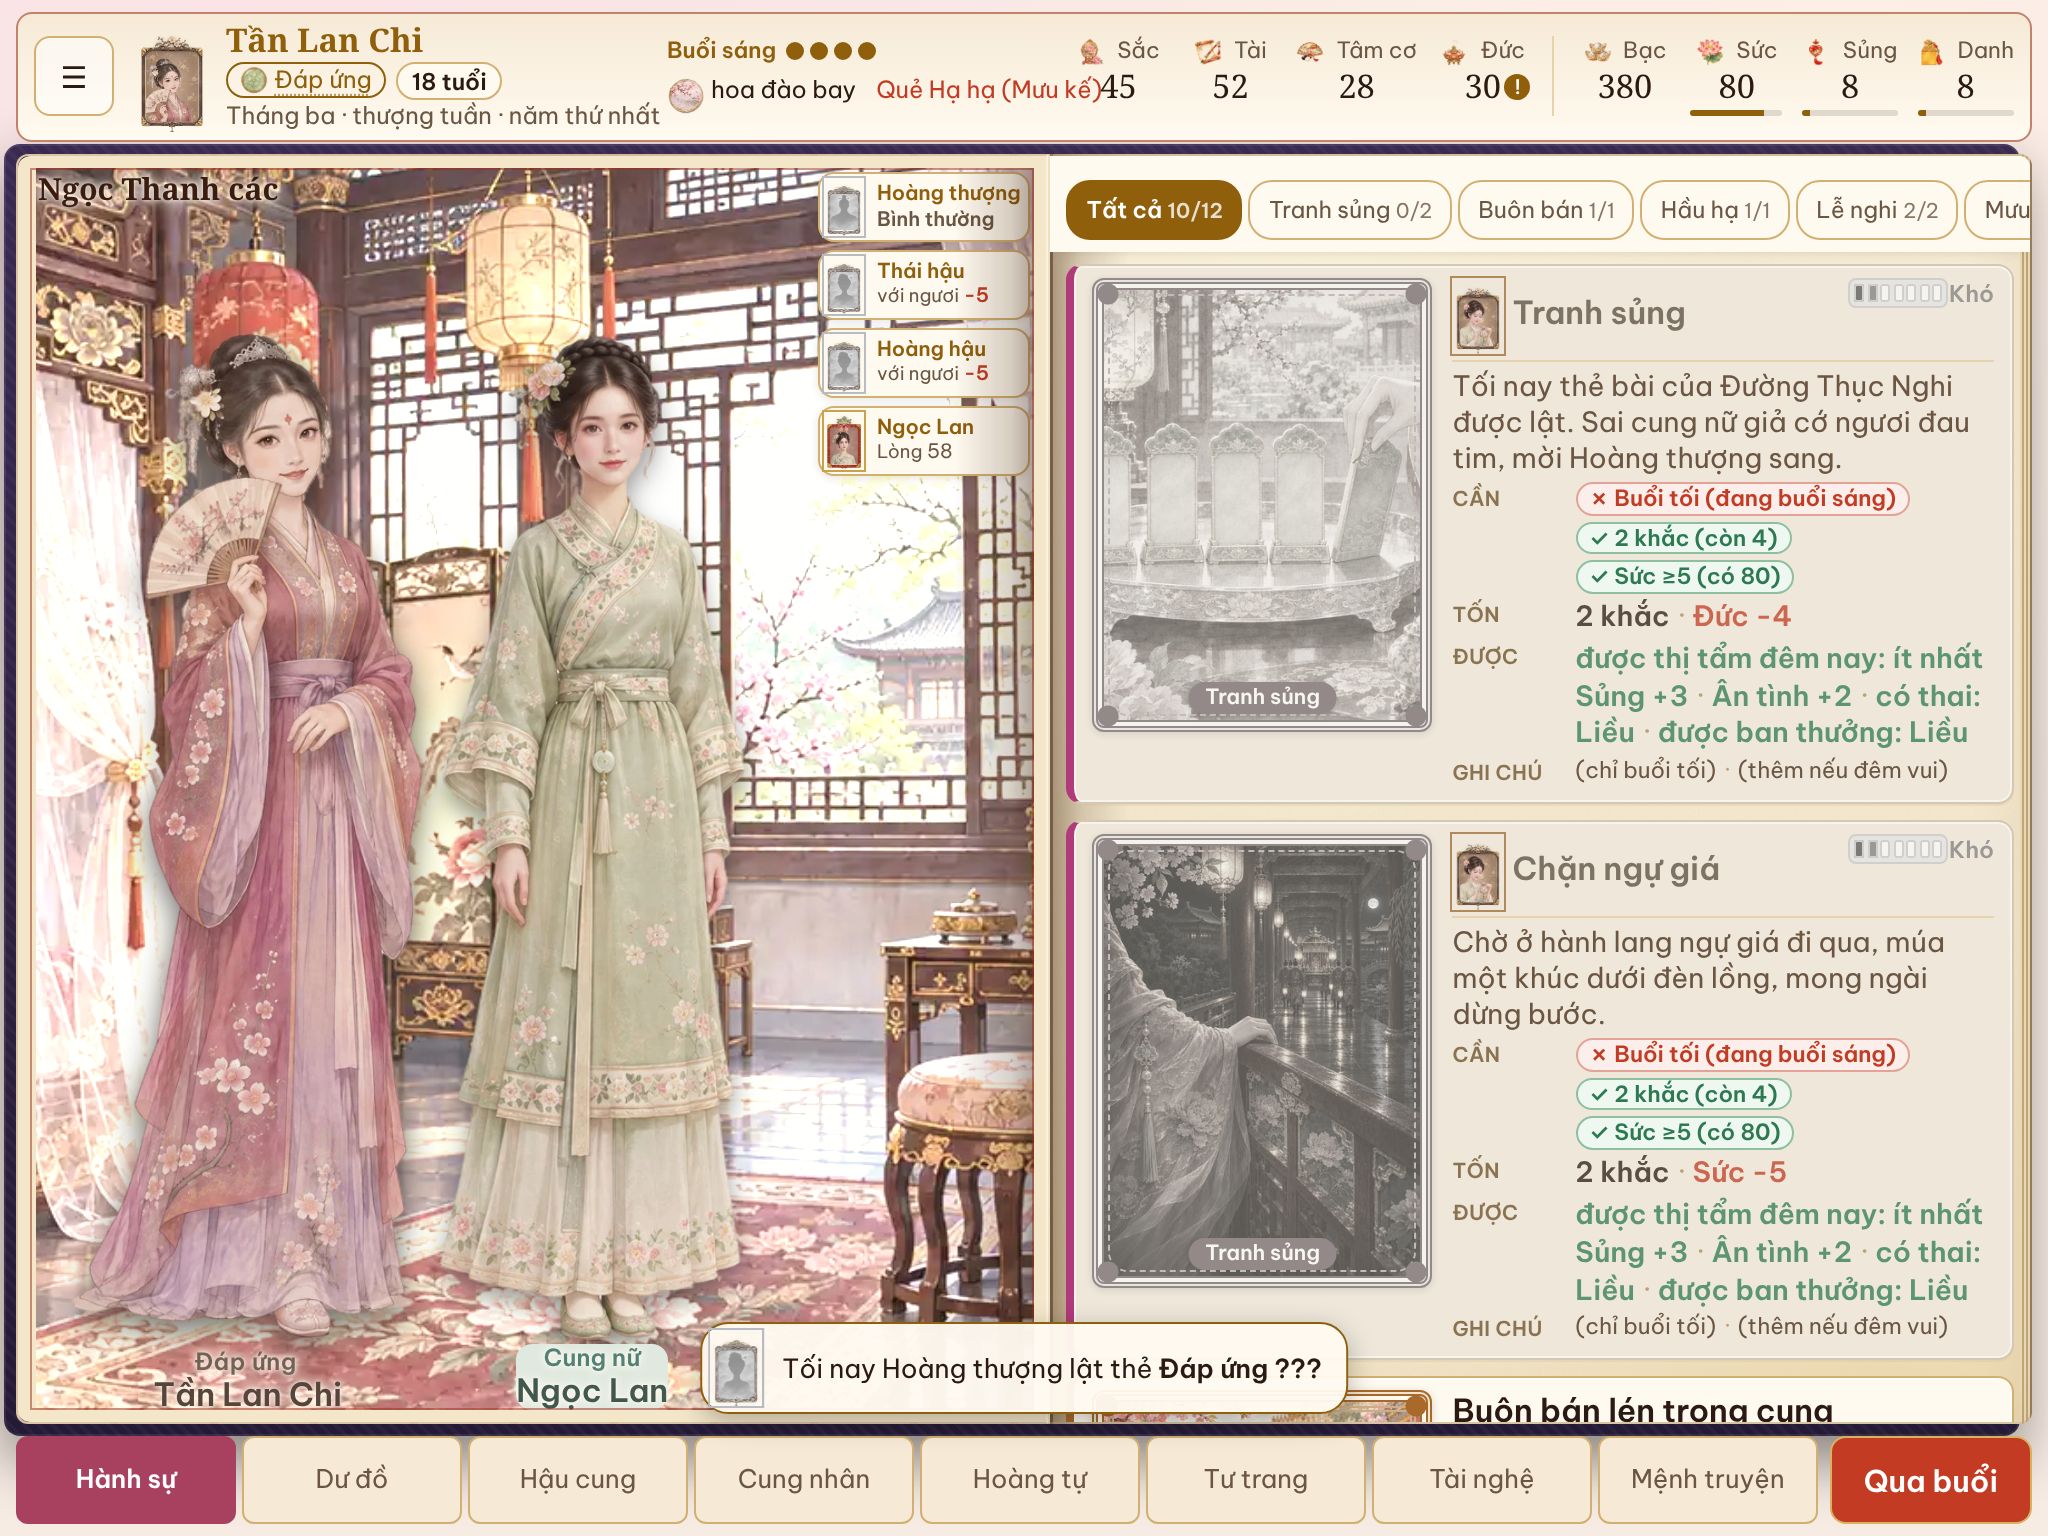 ☰
Tần Lan Chi
Đáp ứng
18 tuổi
Tháng ba · thượng tuần · năm thứ nhất
Buổi sáng
hoa đào bay
Quẻ Hạ hạ (Mưu kế)
Sắc
45
Tài
52
Tâm cơ
28
Đức
30 !
Bạc
380
Sức
80
Sủng
8
Danh
8
Ngọc Thanh các
Hoàng thượng
Bình thường
Thái hậu
với ngươi -5
Hoàng hậu
với ngươi -5
Ngọc Lan
Lòng 58
Đáp ứng
Tần Lan Chi
Cung nữ
Ngọc Lan
Tất cả 10/12
Tranh sủng 0/2
Buôn bán 1/1
Hầu hạ 1/1
Lễ nghi 2/2
Mưu
Tranh sủng
Tranh sủng
Khó
Tối nay thẻ bài của Đường Thục Nghi
được lật. Sai cung nữ giả cớ ngươi đau
tim, mời Hoàng thượng sang.
CẦN
× Buổi tối (đang buổi sáng)
✓ 2 khắc (còn 4)
✓ Sức ≥5 (có 80)
TỐN
2 khắc · Đức -4
ĐƯỢC
được thị tẩm đêm nay: ít nhất
Sủng +3 · Ân tình +2 · có thai:
Liều · được ban thưởng: Liều
GHI CHÚ
(chỉ buổi tối) · (thêm nếu đêm vui)
Tranh sủng
Chặn ngự giá
Khó
Chờ ở hành lang ngự giá đi qua, múa
một khúc dưới đèn lồng, mong ngài
dừng bước.
CẦN
× Buổi tối (đang buổi sáng)
✓ 2 khắc (còn 4)
✓ Sức ≥5 (có 80)
TỐN
2 khắc · Sức -5
ĐƯỢC
được thị tẩm đêm nay: ít nhất
Sủng +3 · Ân tình +2 · có thai:
Liều · được ban thưởng: Liều
GHI CHÚ
(chỉ buổi tối) · (thêm nếu đêm vui)
Buôn bán lén trong cung
Tối nay Hoàng thượng lật thẻ Đáp ứng ???
Hành sự
Dư đồ
Hậu cung
Cung nhân
Hoàng tự
Tư trang
Tài nghệ
Mệnh truyện
Qua buổi